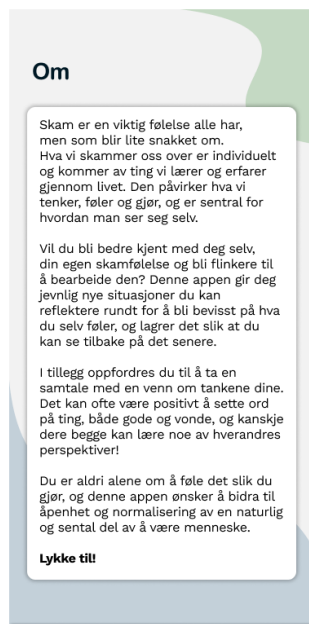 Om
Skam er en viktig følelse alle har,
men som blir lite snakket om.
Hva vi skammer oss over er individuelt
og kommer av ting vi lærer og erfarer
gjennom livet. Den påvirker hva vi
tenker, føler og gjør, og er sentral for
hvordan man ser seg selv.
Vil du bli bedre kjent med deg selv,
din egen skamfølelse og bli flinkere til
å bearbeide den? Denne appen gir deg
jevnlig nye situasjoner du kan
reflektere rundt for å bli bevisst på hva
du selv føler, og lagrer det slik at du
kan se tilbake på det senere.
I tillegg oppfordres du til å ta en
samtale med en venn om tankene dine.
Det kan ofte være positivt å sette ord
på ting, både gode og vonde, og kanskje
dere begge kan lære noe av hverandres
perspektiver!
Du er aldri alene om å føle det slik du
gjør, og denne appen ønsker å bidra til
åpenhet og normalisering av en naturlig
og sental del av å være menneske.
Lykke til!